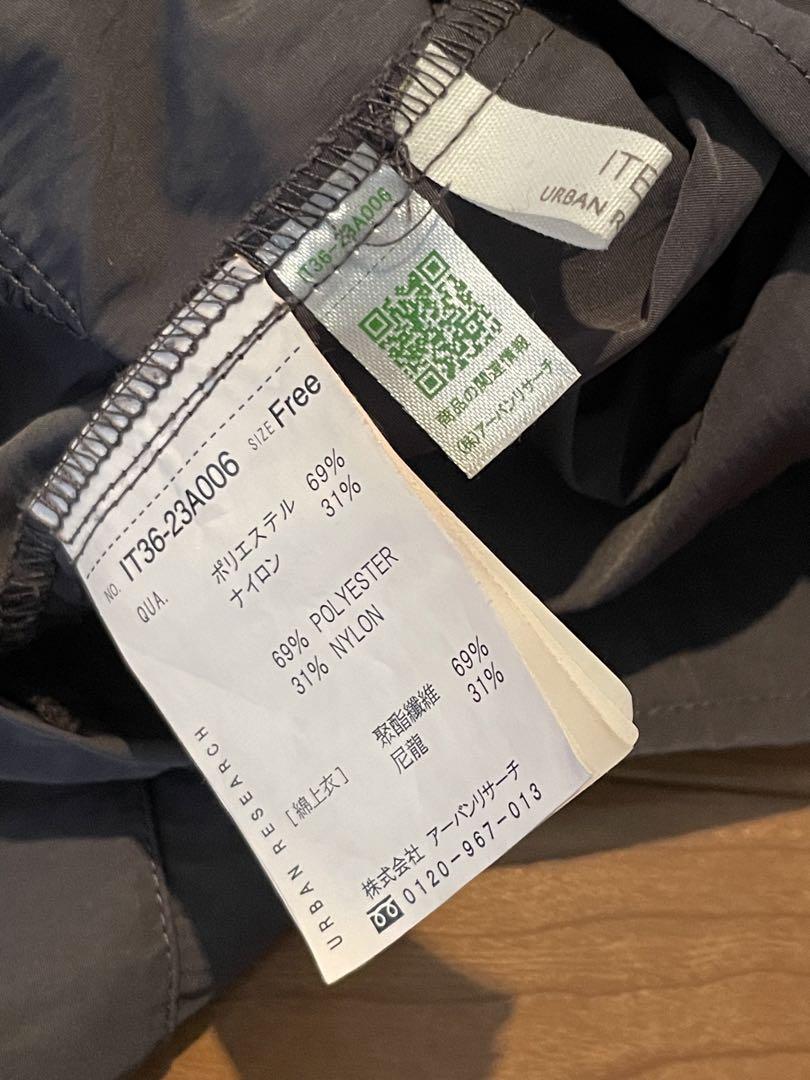 ITE
URBAN R
IT36-23A006
商品の関連情報
(株)アーバンリサーチ
NO. IT36-23A006 SIZE Free
QUA. ポリエステル 69%
ナイロン 31%
69% POLYESTER
31% NYLON
聚酯纖維 69%
尼龍 31%
[綿上衣]
株式会社 アーバンリサーチ
0120-967-013
URBAN RESEARCH